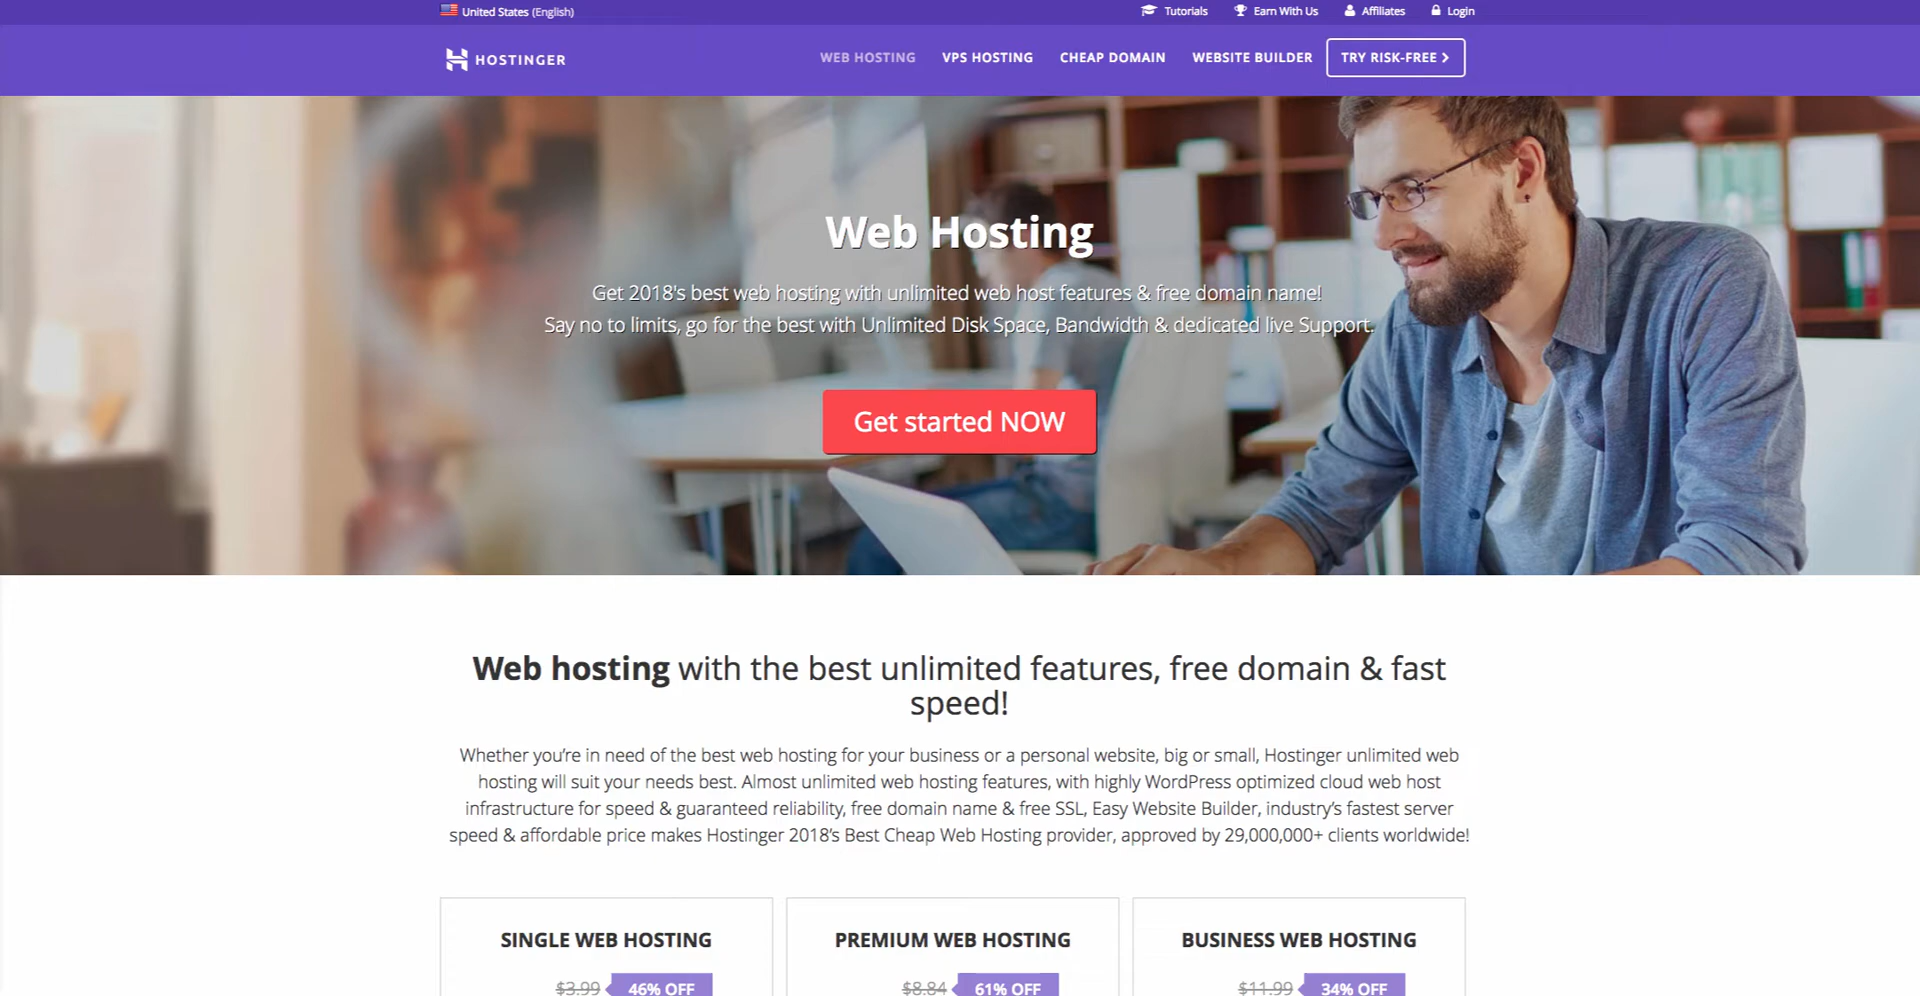 United States (English)
Tutorials Earn With Us Affiliates Login
HOSTINGER
WEB HOSTING VPS HOSTING CHEAP DOMAIN WEBSITE BUILDER TRY RISK-FREE
Web Hosting
Get 2018's best web hosting with unlimited web host features & free domain name!
Say no to limits, go for the best with Unlimited Disk Space, Bandwidth & dedicated live Support.
Get started NOW
Web hosting with the best unlimited features, free domain & fast
speed!
Whether you’re in need of the best web hosting for your business or a personal website, big or small, Hostinger unlimited web
hosting will suit your needs best. Almost unlimited web hosting features, with highly WordPress optimized cloud web host
infrastructure for speed & guaranteed reliability, free domain name & free SSL, Easy Website Builder, industry’s fastest server
speed & affordable price makes Hostinger 2018’s Best Cheap Web Hosting provider, approved by 29,000,000+ clients worldwide!
SINGLE WEB HOSTING
$3.99 46% OFF
PREMIUM WEB HOSTING
$8.84 61% OFF
BUSINESS WEB HOSTING
$11.99 34% OFF